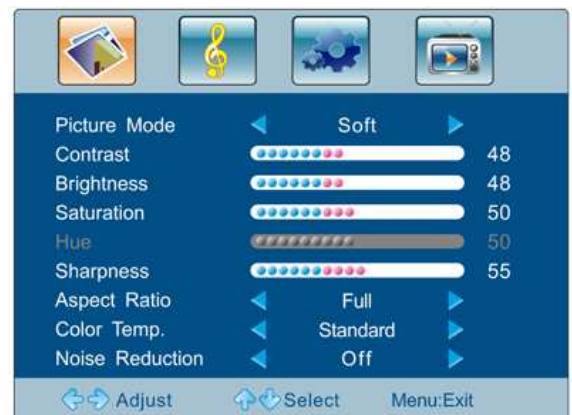 Picture Mode Soft
Contrast 48
Brightness 48
Saturation 50
Hue 50
Sharpness 55
Aspect Ratio Full
Color Temp. Standard
Noise Reduction Off
Adjust Select Menu:Exit